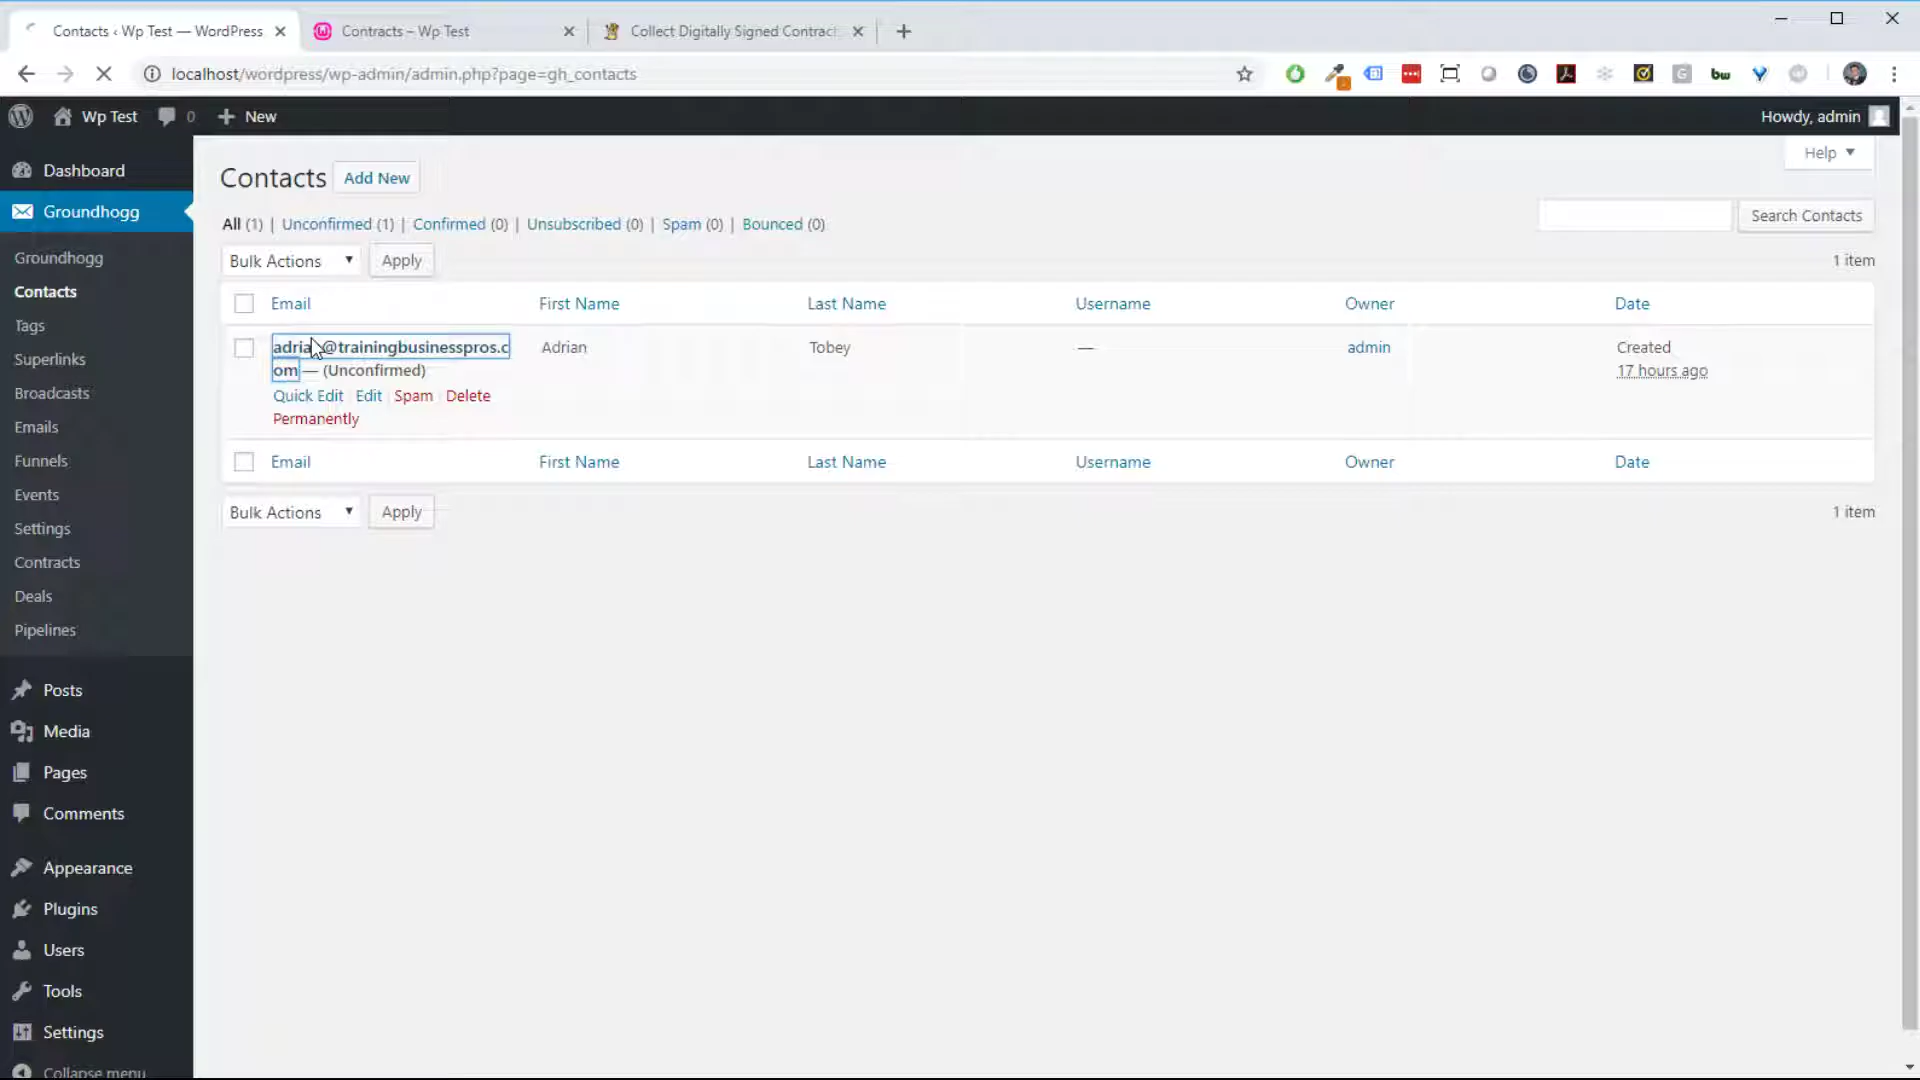 Contacts ‹ Wp Test — WordPress
Contracts – Wp Test
Collect Digitally Signed Contrac
localhost/wordpress/wp-admin/admin.php?page=gh_contacts
bw
Wp Test
0
New
Howdy, admin
Help
Dashboard
Groundhogg
Groundhogg
Contacts
Tags
Superlinks
Broadcasts
Emails
Funnels
Events
Settings
Contracts
Deals
Pipelines
Posts
Media
Pages
Comments
Appearance
Plugins
Users
Tools
Settings
Collapse menu
Contacts Add New
All (1) | Unconfirmed (1) | Confirmed (0) | Unsubscribed (0) | Spam (0) | Bounced (0)
Search Contacts
Bulk Actions Apply
1 item
Email First Name Last Name Username Owner Date
adrian@trainingbusinesspros.c
om — (Unconfirmed)
Quick Edit Edit Spam Delete
Permanently
Adrian
Tobey
—
admin
Created
17 hours ago
Email First Name Last Name Username Owner Date
Bulk Actions Apply
1 item